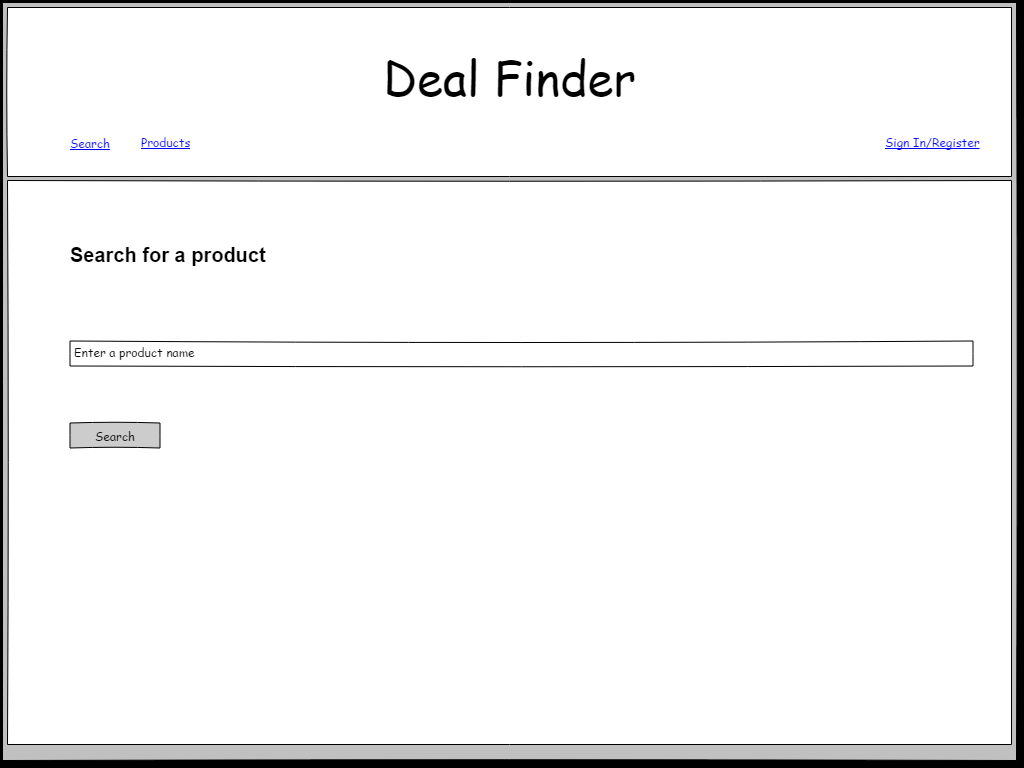 Deal Finder
Search Products Sign In/Register
Search for a product
Enter a product name
Search